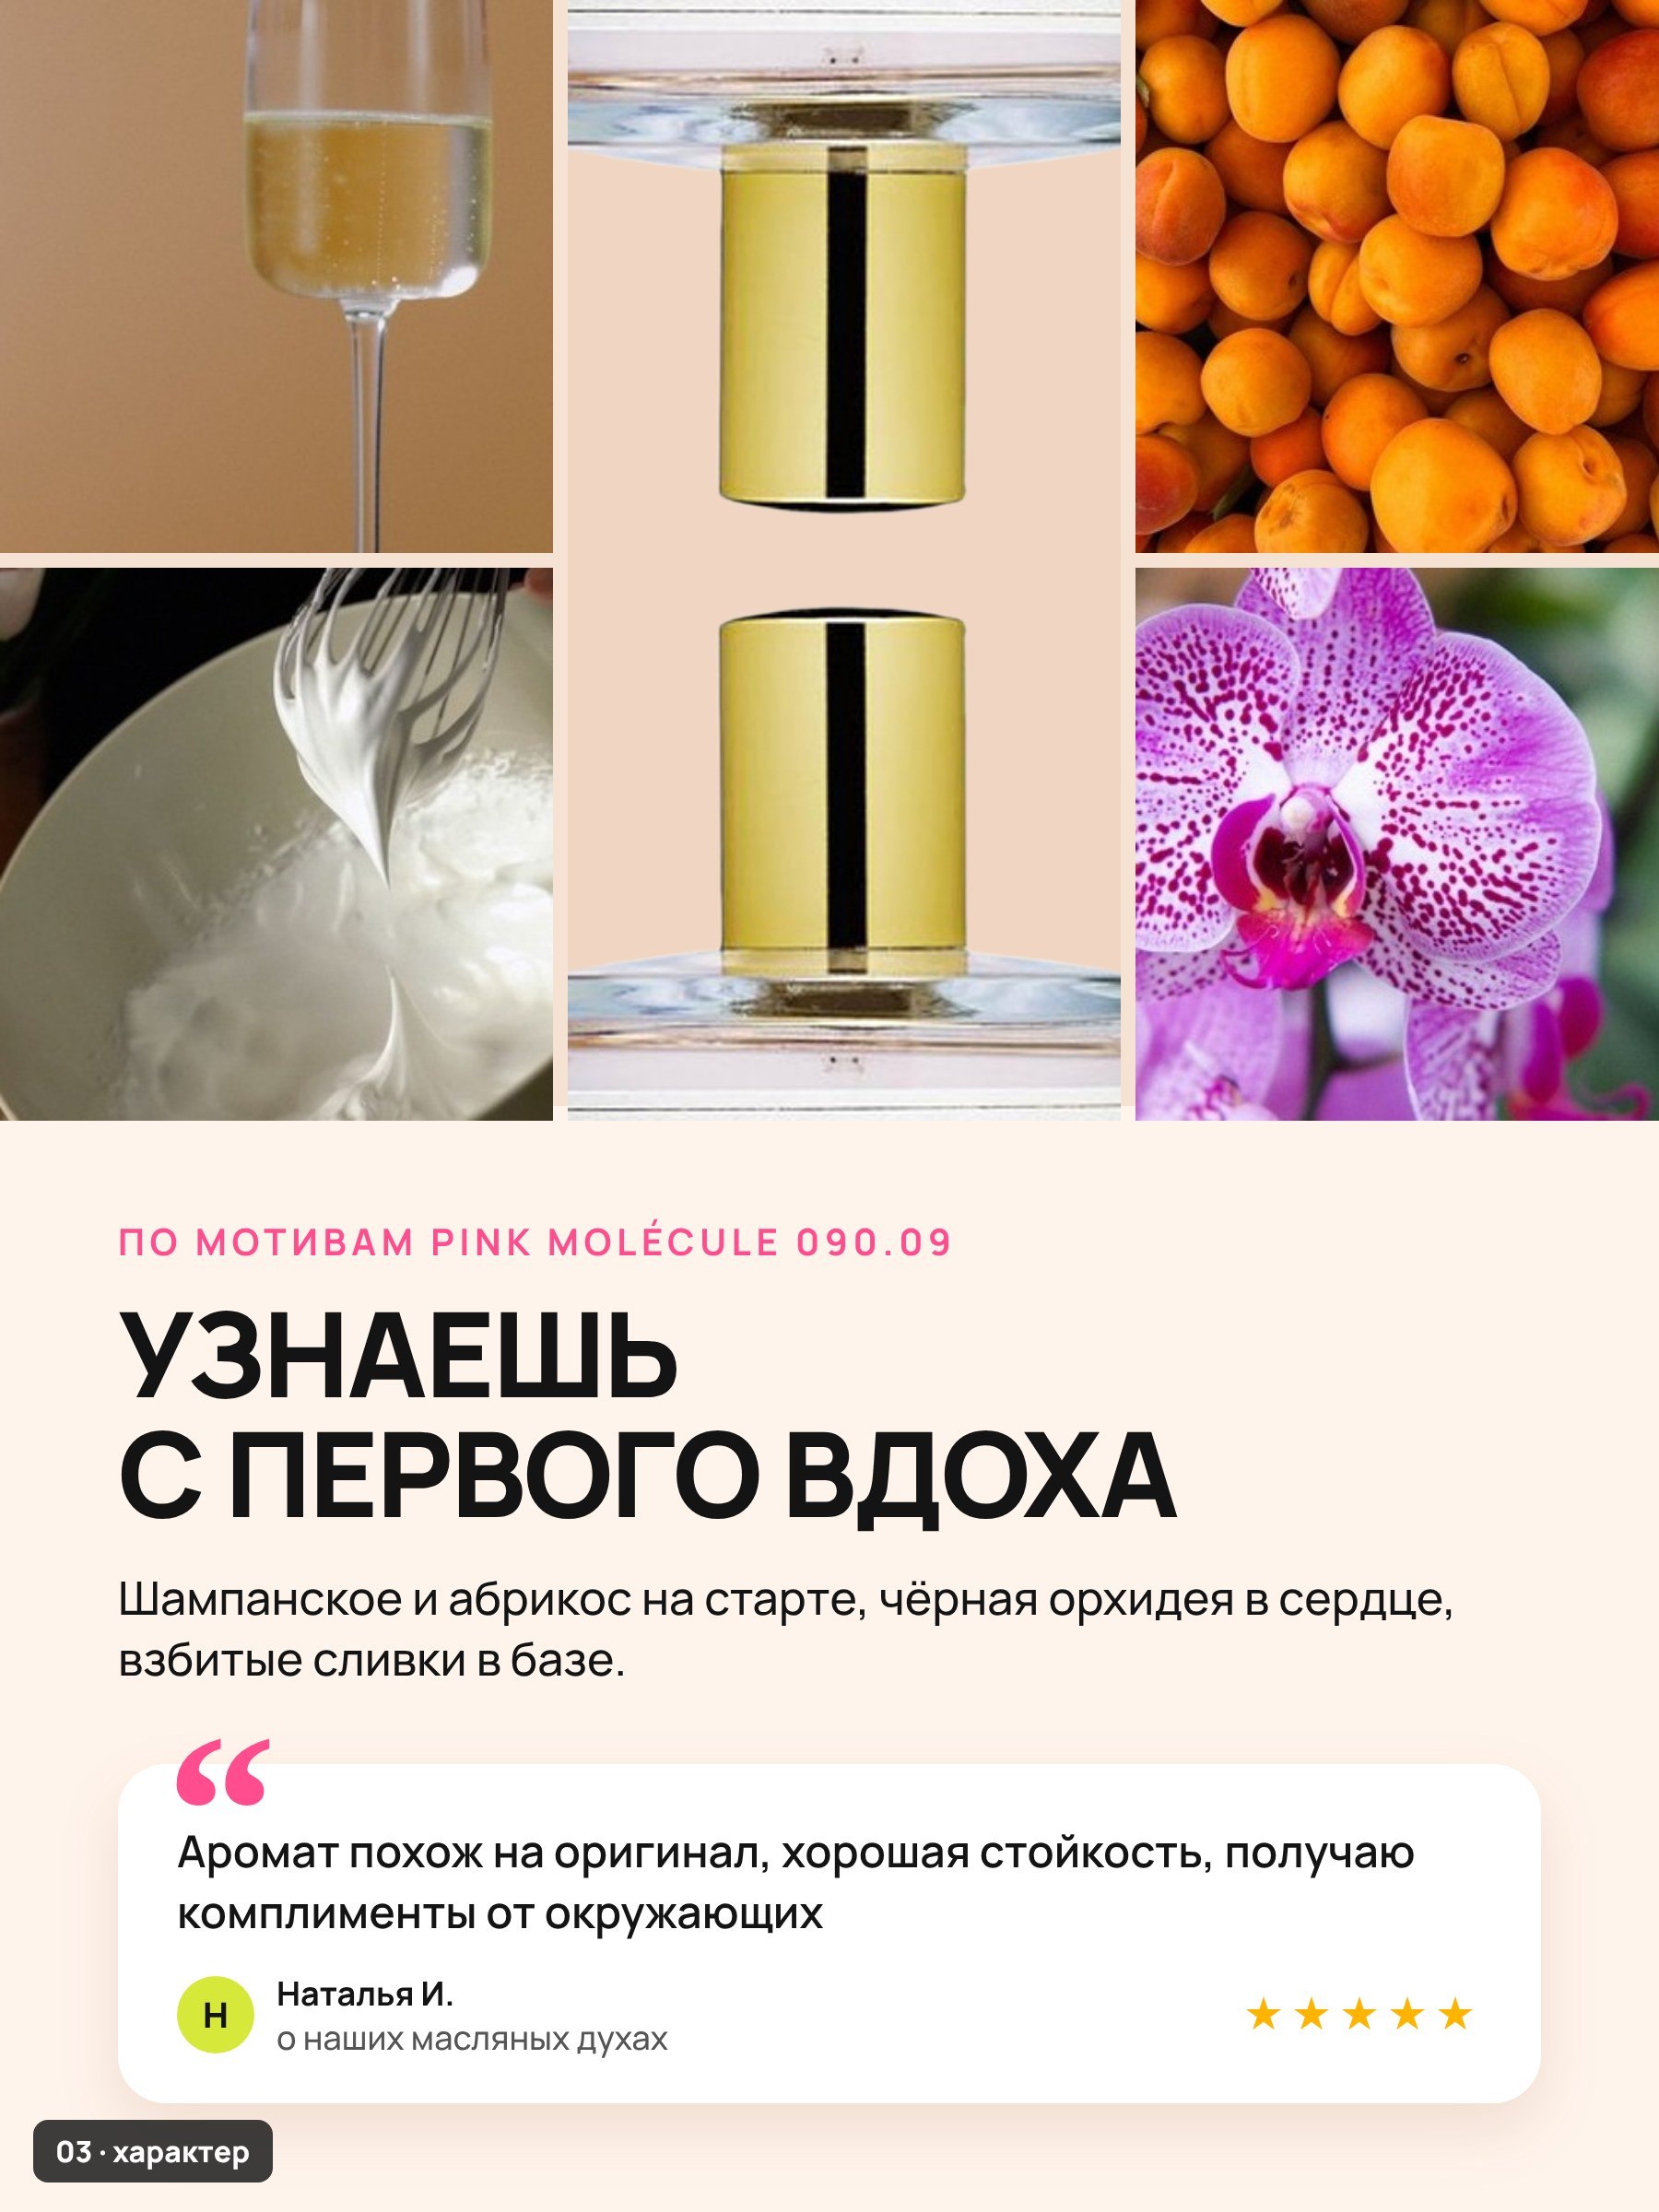 ПО МОТИВАМ PINK MOLÉCULE 090.09
УЗНАЕШЬ
С ПЕРВОГО ВДОХА
Шампанское и абрикос на старте, чёрная орхидея в сердце,
взбитые сливки в базе.
“
Аромат похож на оригинал, хорошая стойкость, получаю
комплименты от окружающих
Н
Наталья И.
о наших масляных духах
★★★★★
03 · характер